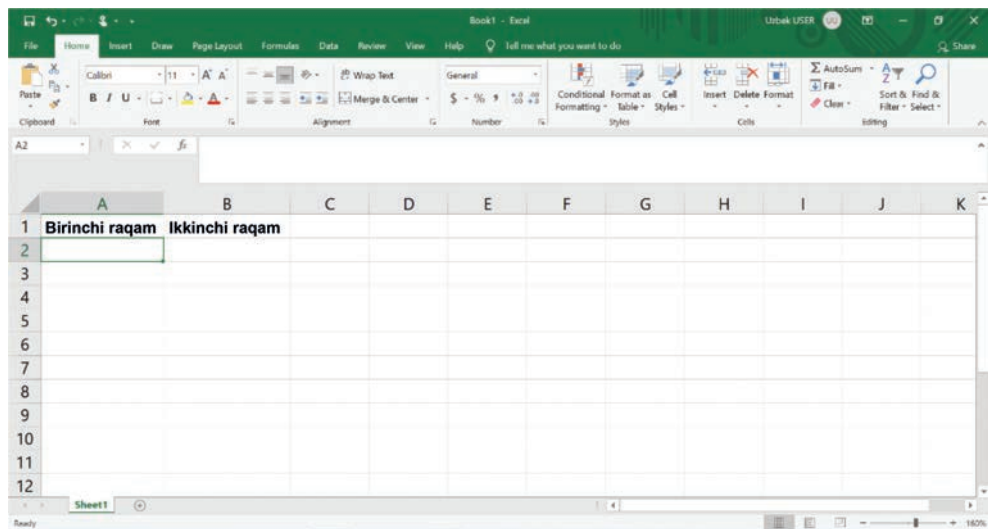 Book1 - Excel
Uzbek USER
UU
File Home Insert Draw Page Layout Formulas Data Review View Help Tell me what you want to do
Share
Calibri 11 A A Wrap Text General Σ AutoSum
Paste Conditional Format as Cell Insert Delete Format Fill Sort & Find &
B I U A Merge & Center $ % , Formatting Table Styles Clear Filter Select
Clipboard Font Alignment Number Styles Cells Editing
A2 fx
A B C D E F G H I J K
1 Birinchi raqam Ikkinchi raqam
2
3
4
5
6
7
8
9
10
11
12
Sheet1
Ready 160%